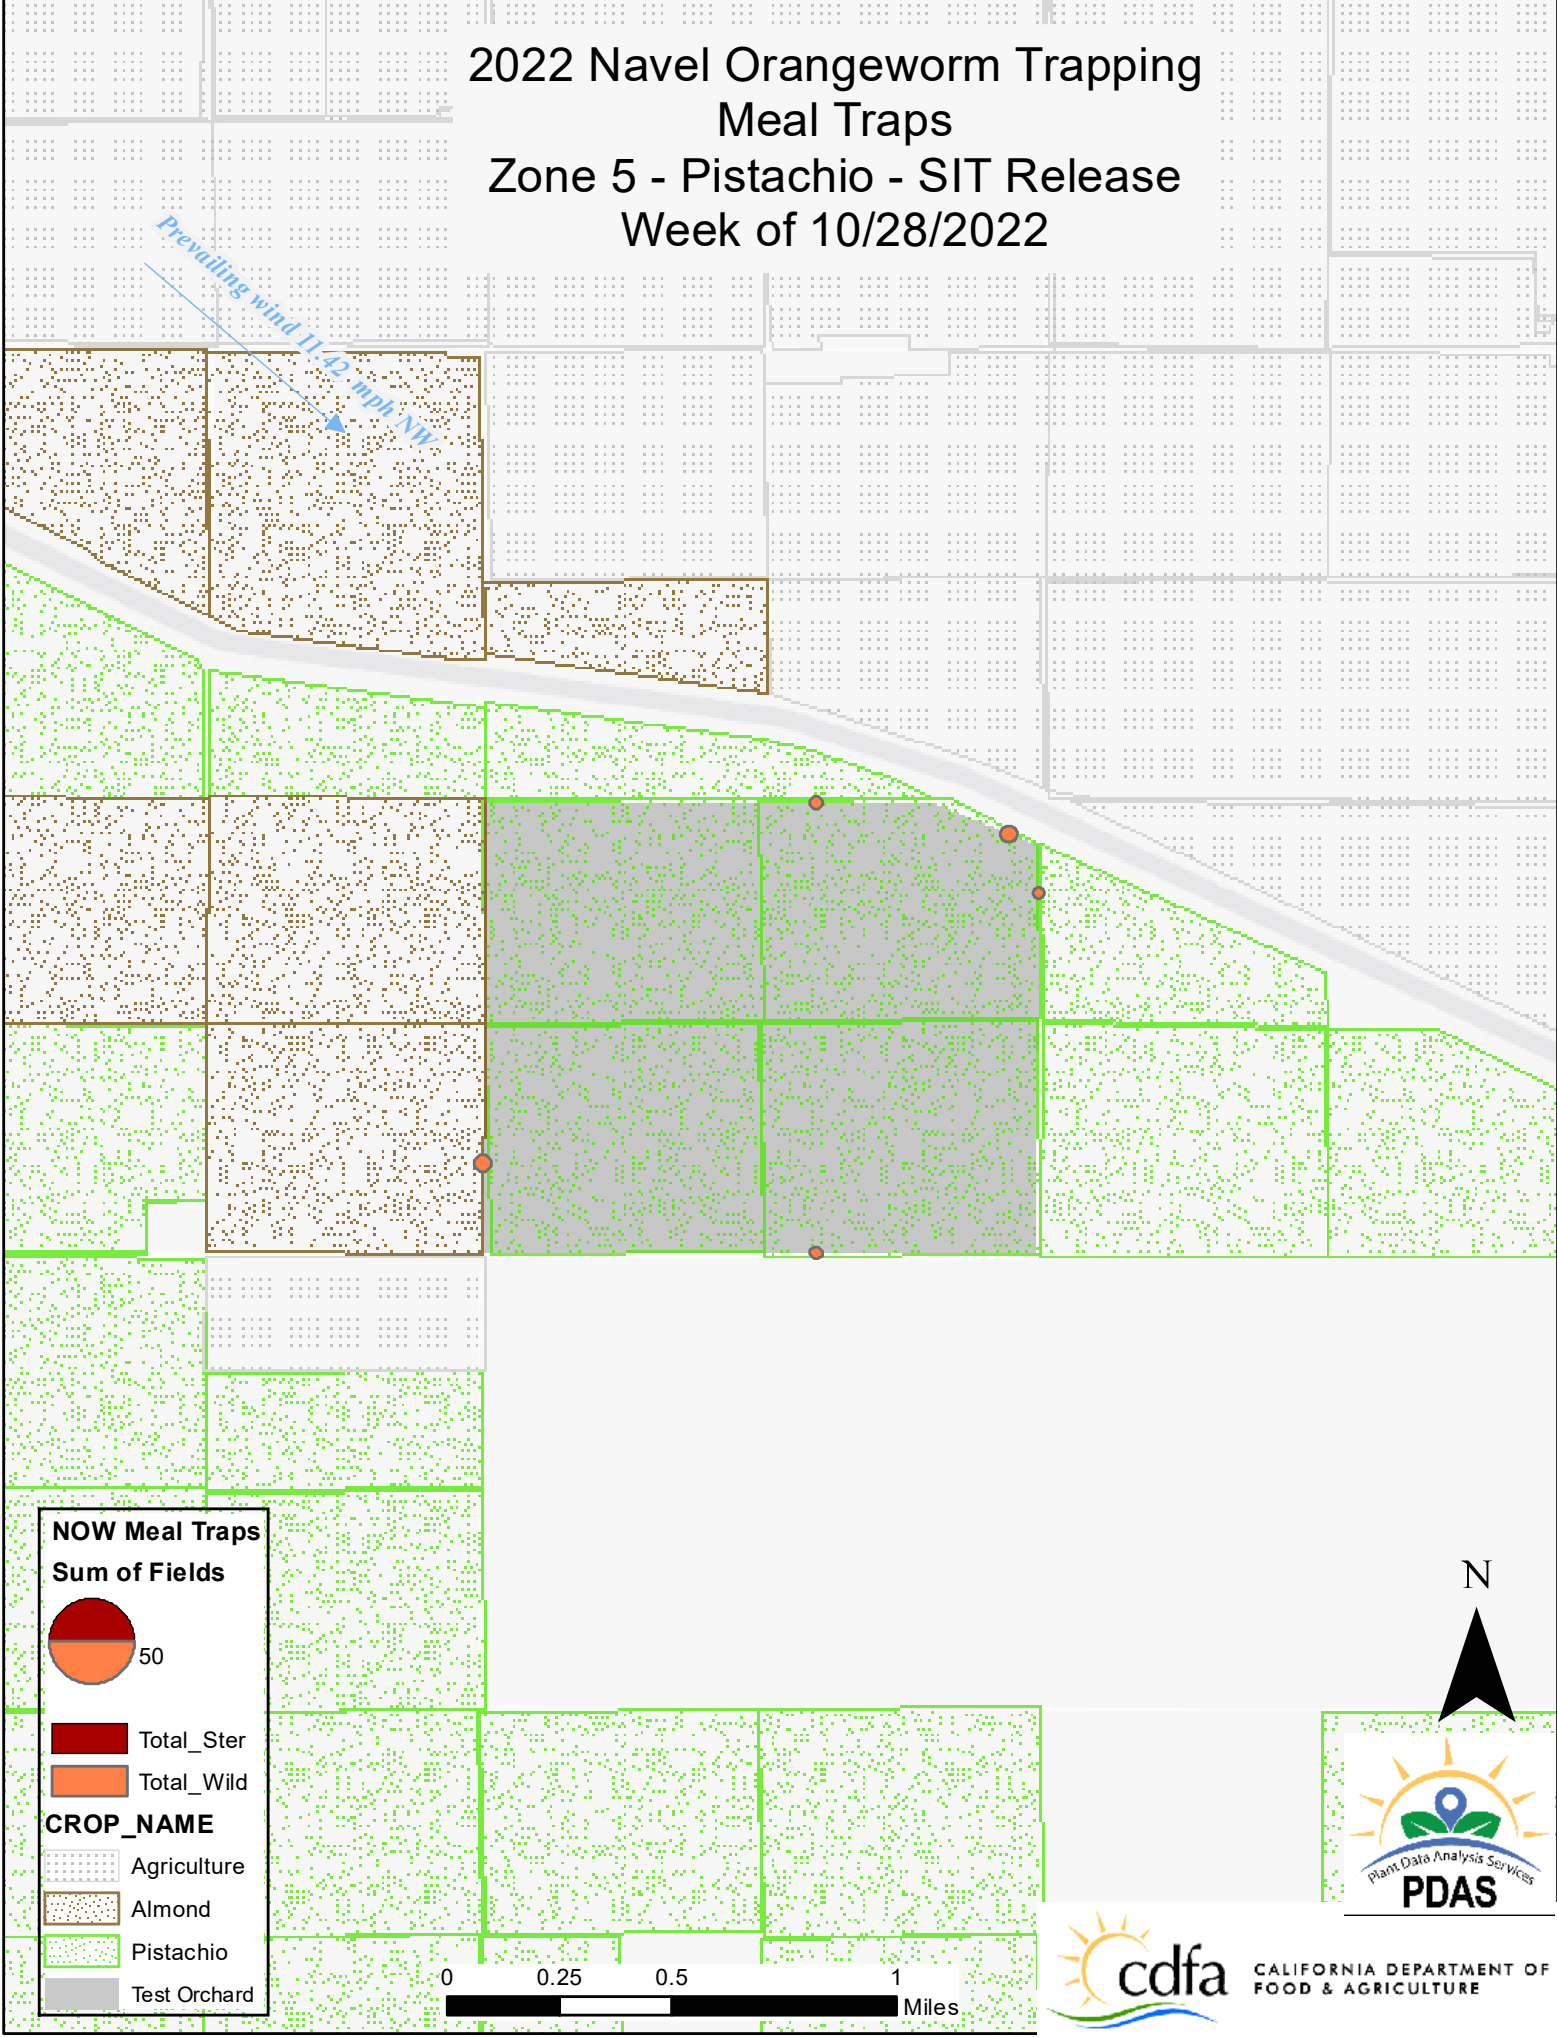 2022 Navel Orangeworm Trapping
Meal Traps
Zone 5 - Pistachio - SIT Release
Week of 10/28/2022
Prevailing wind 11.42 mph NW
NOW Meal Traps
Sum of Fields
50
Total_Ster
Total_Wild
CROP_NAME
Agriculture
Almond
Pistachio
Test Orchard
0 0.25 0.5 1
Miles
N
Plant Data Analysis Services
PDAS
cdfa
CALIFORNIA DEPARTMENT OF
FOOD & AGRICULTURE